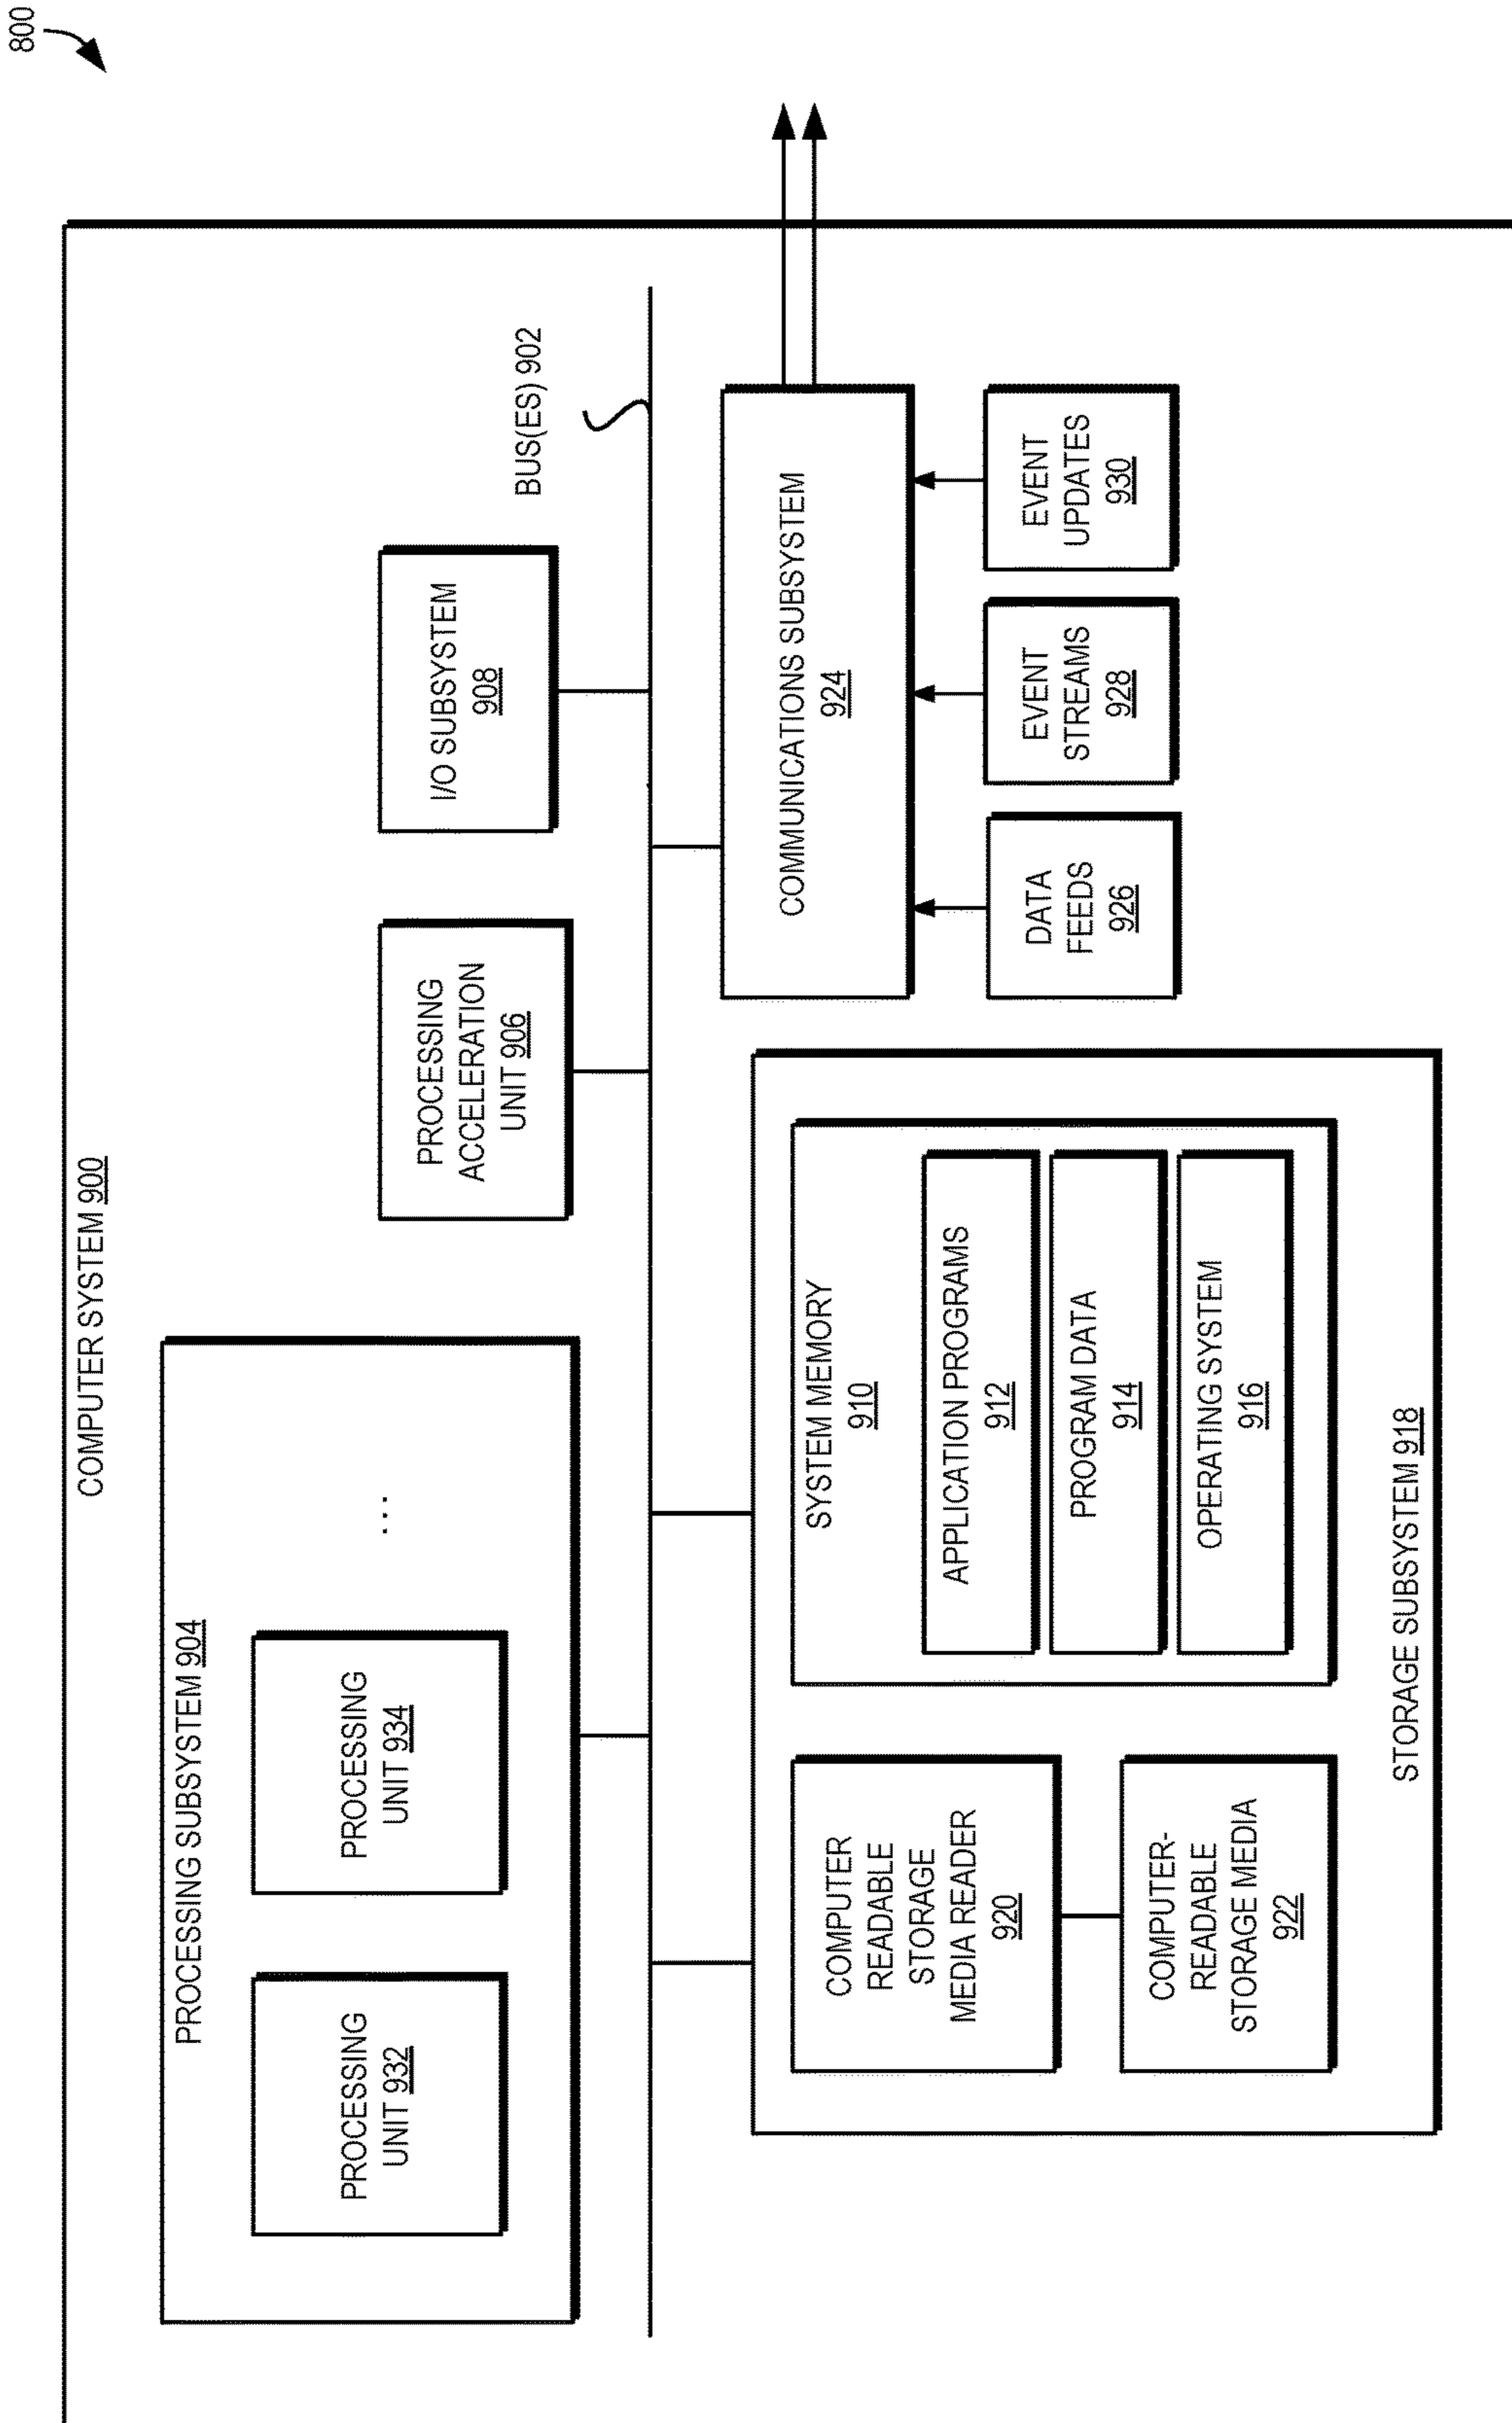 800
COMPUTER SYSTEM 900
PROCESSING SUBSYSTEM 904
PROCESSING
UNIT 932
PROCESSING
UNIT 934
...
PROCESSING
ACCELERATION
UNIT 906
I/O SUBSYSTEM
908
BUS(ES) 902
COMPUTER
READABLE
STORAGE
MEDIA READER
920
COMPUTER-
READABLE
STORAGE MEDIA
922
SYSTEM MEMORY
910
APPLICATION PROGRAMS
912
PROGRAM DATA
914
OPERATING SYSTEM
916
STORAGE SUBSYSTEM 918
COMMUNICATIONS SUBSYSTEM
924
DATA
FEEDS
926
EVENT
STREAMS
928
EVENT
UPDATES
930